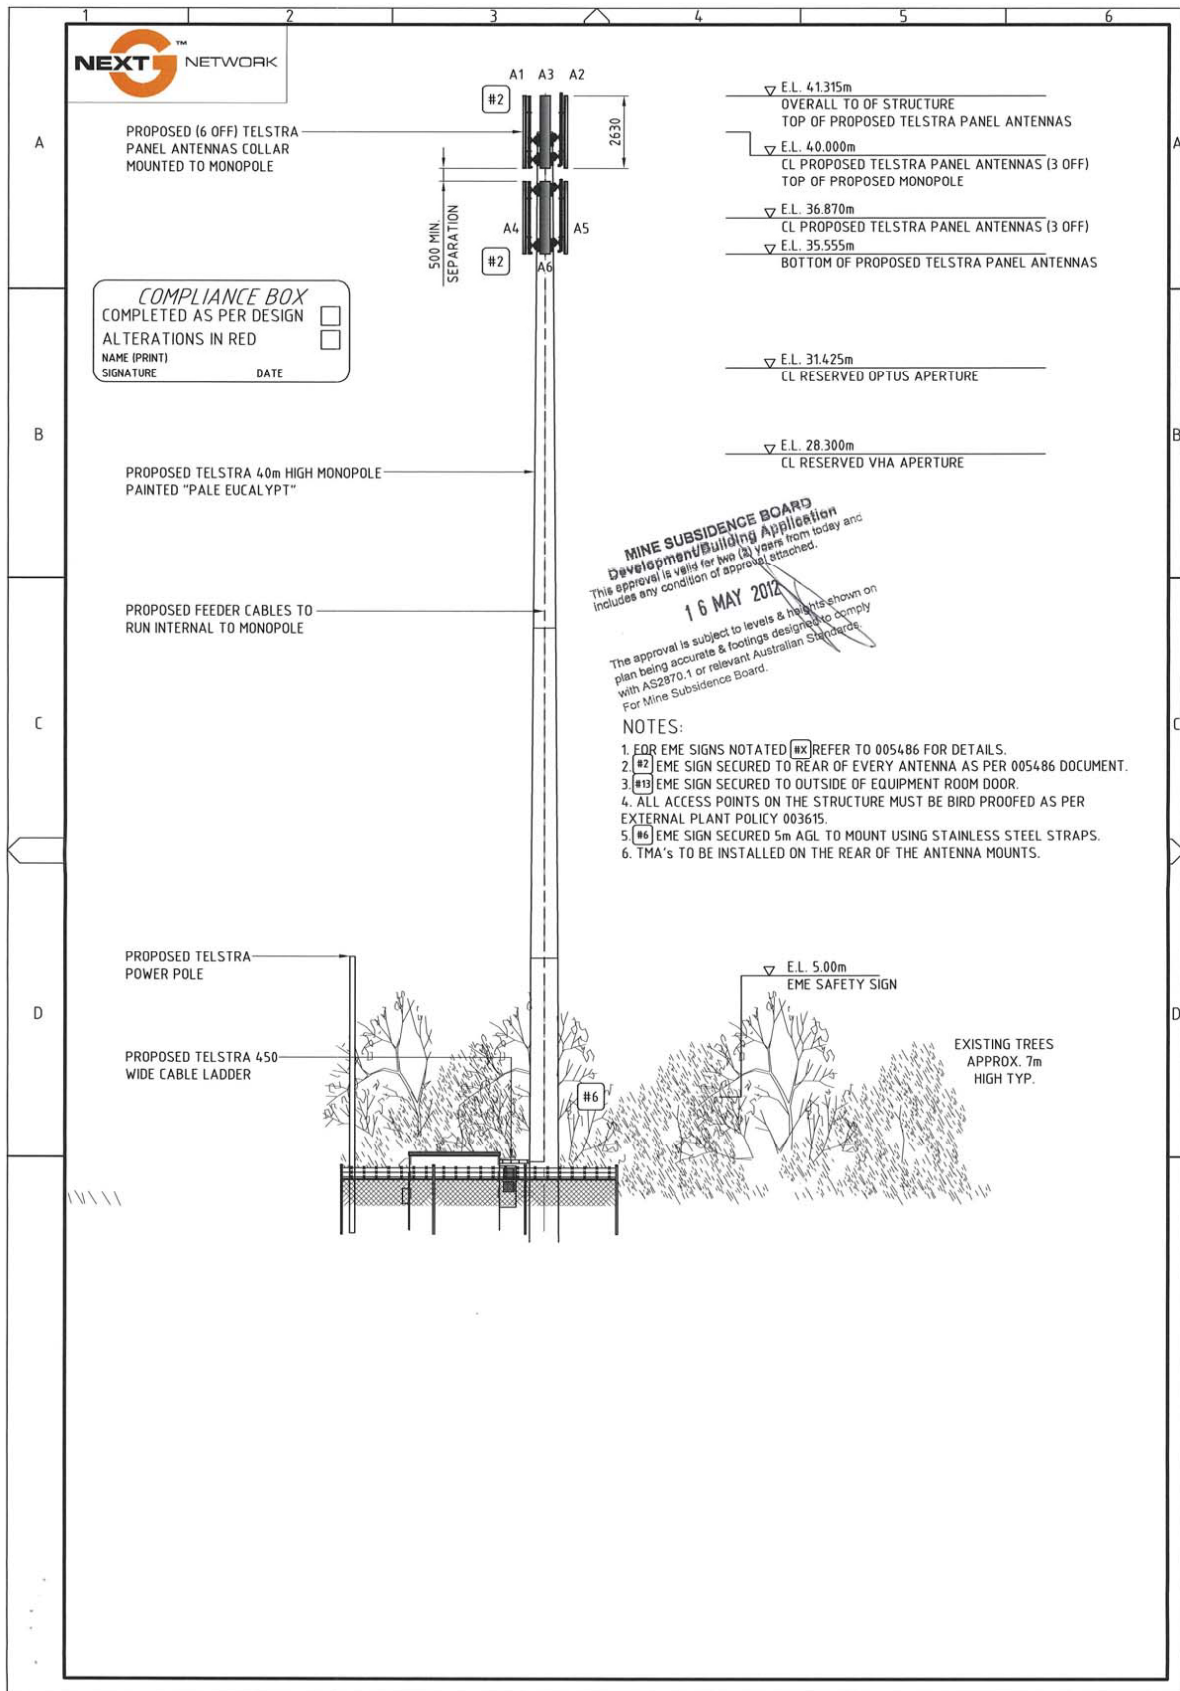 1 2 3 4 5 6
NEXT G™ NETWORK
A1 A3 A2
#2
2630
PROPOSED (6 OFF) TELSTRA
PANEL ANTENNAS COLLAR
MOUNTED TO MONOPOLE
500 MIN.
SEPARATION
A4 A5
#2
A6
E.L. 41.315m
OVERALL TO OF STRUCTURE
TOP OF PROPOSED TELSTRA PANEL ANTENNAS
E.L. 40.000m
CL PROPOSED TELSTRA PANEL ANTENNAS (3 OFF)
TOP OF PROPOSED MONOPOLE
E.L. 36.870m
CL PROPOSED TELSTRA PANEL ANTENNAS (3 OFF)
E.L. 35.555m
BOTTOM OF PROPOSED TELSTRA PANEL ANTENNAS
A A
COMPLIANCE BOX
COMPLETED AS PER DESIGN
ALTERATIONS IN RED
NAME (PRINT)
SIGNATURE DATE
E.L. 31.425m
CL RESERVED OPTUS APERTURE
B B
E.L. 28.300m
CL RESERVED VHA APERTURE
PROPOSED TELSTRA 40m HIGH MONOPOLE
PAINTED "PALE EUCALYPT"
MINE SUBSIDENCE BOARD
Development/Building Application
This approval is valid for two (2) years from today and
includes any condition of approval attached.
16 MAY 2012
The approval is subject to levels & heights shown on
plan being accurate & footings designed to comply
with AS2870.1 or relevant Australian Standards.
For Mine Subsidence Board.
PROPOSED FEEDER CABLES TO
RUN INTERNAL TO MONOPOLE
C C
NOTES:
1. FOR EME SIGNS NOTATED #X REFER TO 005486 FOR DETAILS.
2. #2 EME SIGN SECURED TO REAR OF EVERY ANTENNA AS PER 005486 DOCUMENT.
3. #13 EME SIGN SECURED TO OUTSIDE OF EQUIPMENT ROOM DOOR.
4. ALL ACCESS POINTS ON THE STRUCTURE MUST BE BIRD PROOFED AS PER
EXTERNAL PLANT POLICY 003615.
5. #6 EME SIGN SECURED 5m AGL TO MOUNT USING STAINLESS STEEL STRAPS.
6. TMA's TO BE INSTALLED ON THE REAR OF THE ANTENNA MOUNTS.
PROPOSED TELSTRA
POWER POLE
E.L. 5.00m
EME SAFETY SIGN
D D
PROPOSED TELSTRA 450
WIDE CABLE LADDER
#6
EXISTING TREES
APPROX. 7m
HIGH TYP.